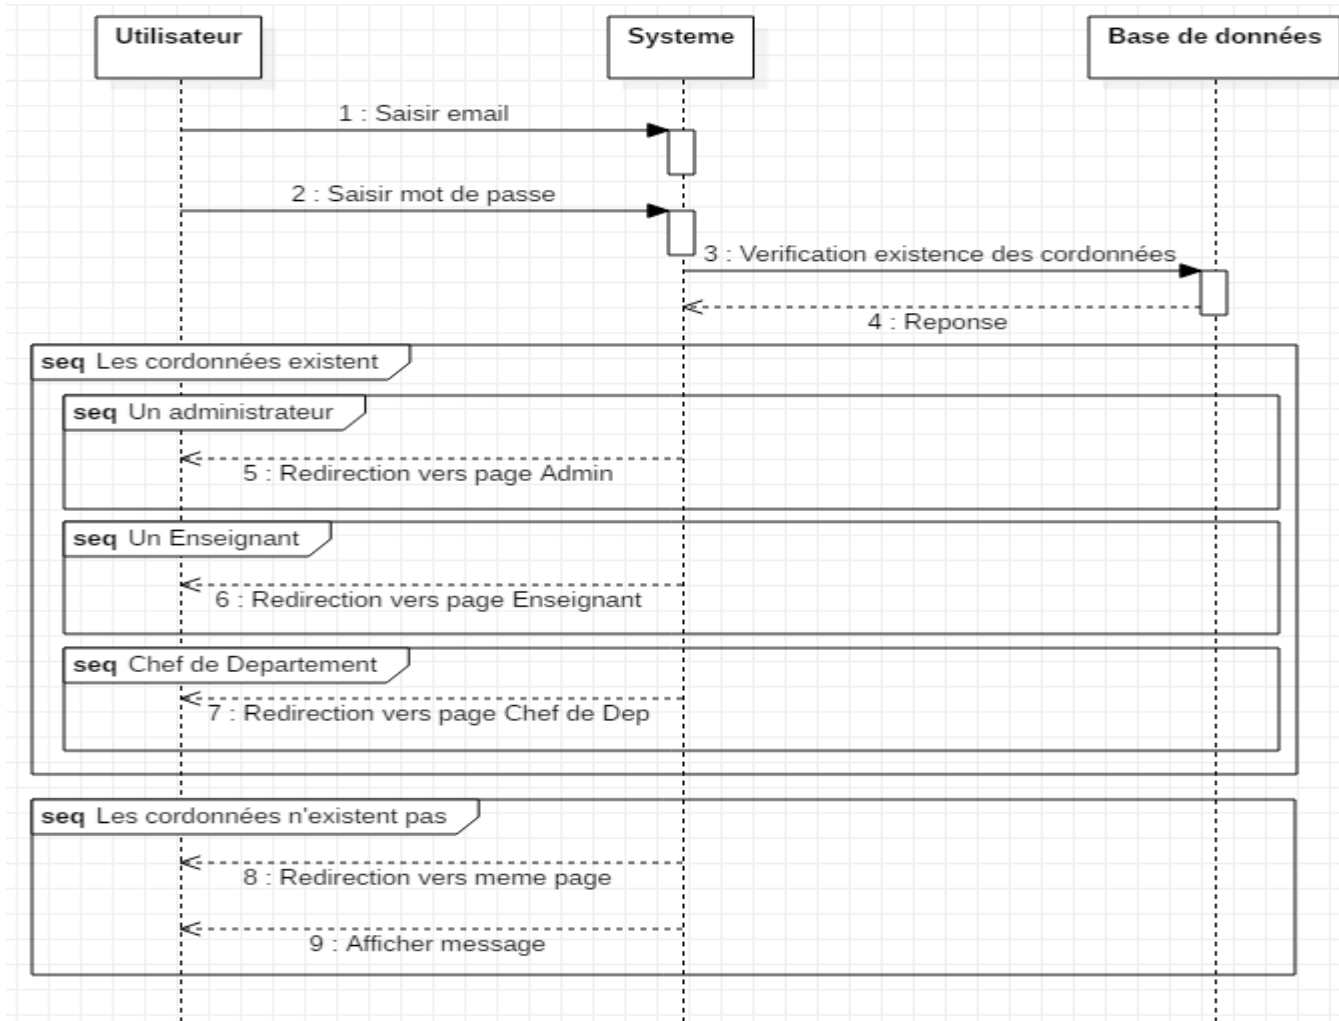 Utilisateur
Systeme
Base de données
1 : Saisir email
2 : Saisir mot de passe
3 : Verification existence des cordonnées
4 : Reponse
seq Les cordonnées existent
seq Un administrateur
5 : Redirection vers page Admin
seq Un Enseignant
6 : Redirection vers page Enseignant
seq Chef de Departement
7 : Redirection vers page Chef de Dep
seq Les cordonnées n'existent pas
8 : Redirection vers meme page
9 : Afficher message